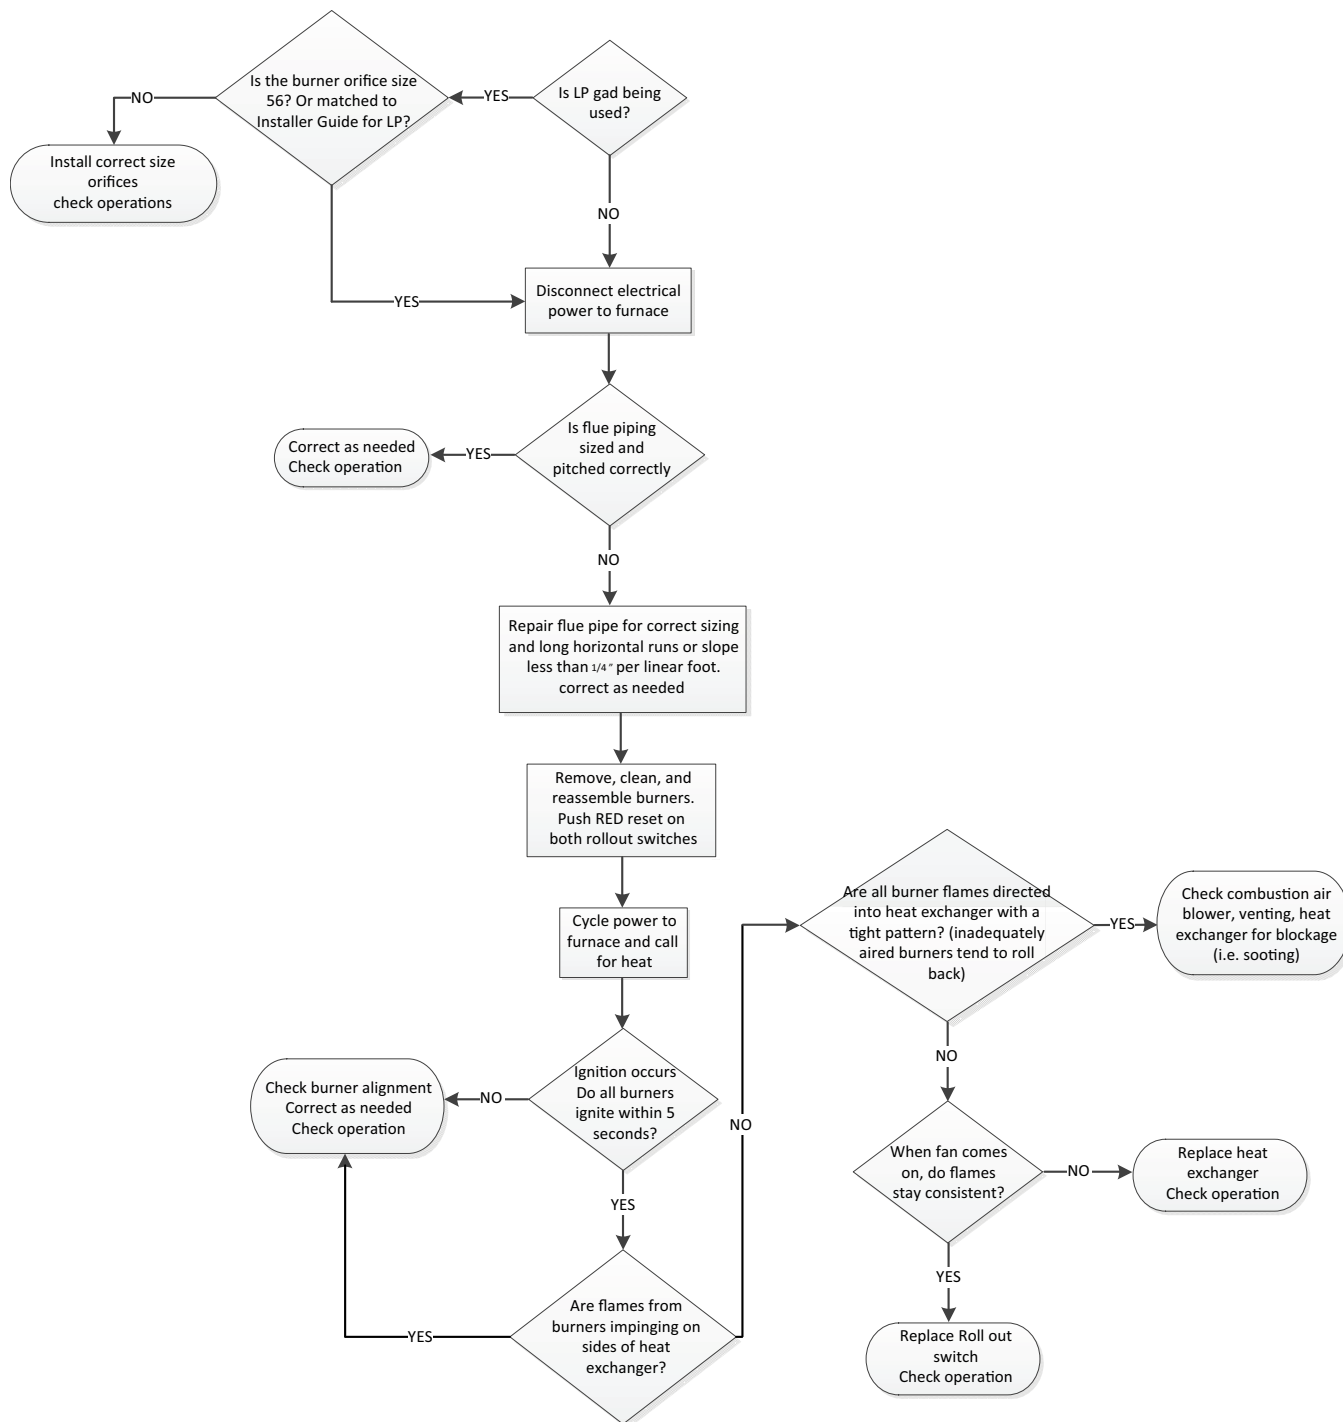 Is the burner orifice size
56? Or matched to
Installer Guide for LP?
YES
Is LP gad being
used?
NO
Install correct size
orifices
check operations
NO
YES
Disconnect electrical
power to furnace
Is flue piping
sized and
pitched correctly
YES
Correct as needed
Check operation
NO
Repair flue pipe for correct sizing
and long horizontal runs or slope
less than 1/4 " per linear foot.
correct as needed
Remove, clean, and
reassemble burners.
Push RED reset on
both rollout switches
Cycle power to
furnace and call
for heat
Ignition occurs
Do all burners
ignite within 5
seconds?
NO
Check burner alignment
Correct as needed
Check operation
YES
Are flames from
burners impinging on
sides of heat
exchanger?
YES
NO
Are all burner flames directed
into heat exchanger with a
tight pattern? (inadequately
aired burners tend to roll
back)
YES
Check combustion air
blower, venting, heat
exchanger for blockage
(i.e. sooting)
NO
When fan comes
on, do flames
stay consistent?
NO
Replace heat
exchanger
Check operation
YES
Replace Roll out
switch
Check operation